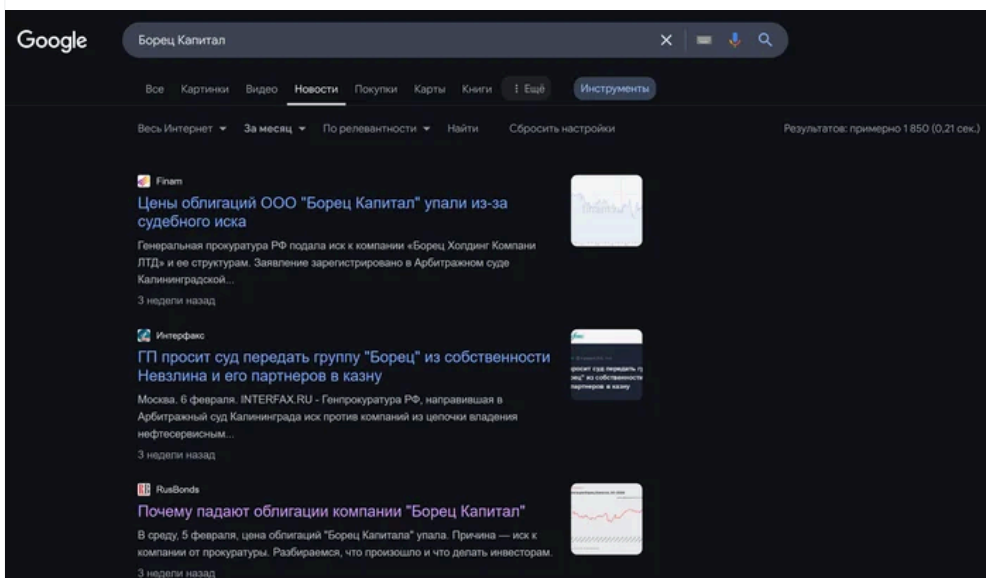 Google
Борец Капитал
Все Картинки Видео Новости Покупки Карты Книги ⋮ Ещё Инструменты
Весь Интернет За месяц По релевантности Найти Сбросить настройки Результатов: примерно 1 850 (0,21 сек.)
Finam
Цены облигаций ООО "Борец Капитал" упали из-за
судебного иска
Генеральная прокуратура РФ подала иск к компании «Борец Холдинг Компани
ЛТД» и ее структурам. Заявление зарегистрировано в Арбитражном суде
Калининградской...
3 недели назад
Интерфакс
ГП просит суд передать группу "Борец" из собственности
Невзлина и его партнеров в казну
Москва. 6 февраля. INTERFAX.RU - Генпрокуратура РФ, направившая в
Арбитражный суд Калининграда иск против компаний из цепочки владения
нефтесервисным...
3 недели назад
RusBonds
Почему падают облигации компании "Борец Капитал"
В среду, 5 февраля, цена облигаций "Борец Капитала" упала. Причина — иск к
компании от прокуратуры. Разбираемся, что произошло и что делать инвесторам.
3 недели назад